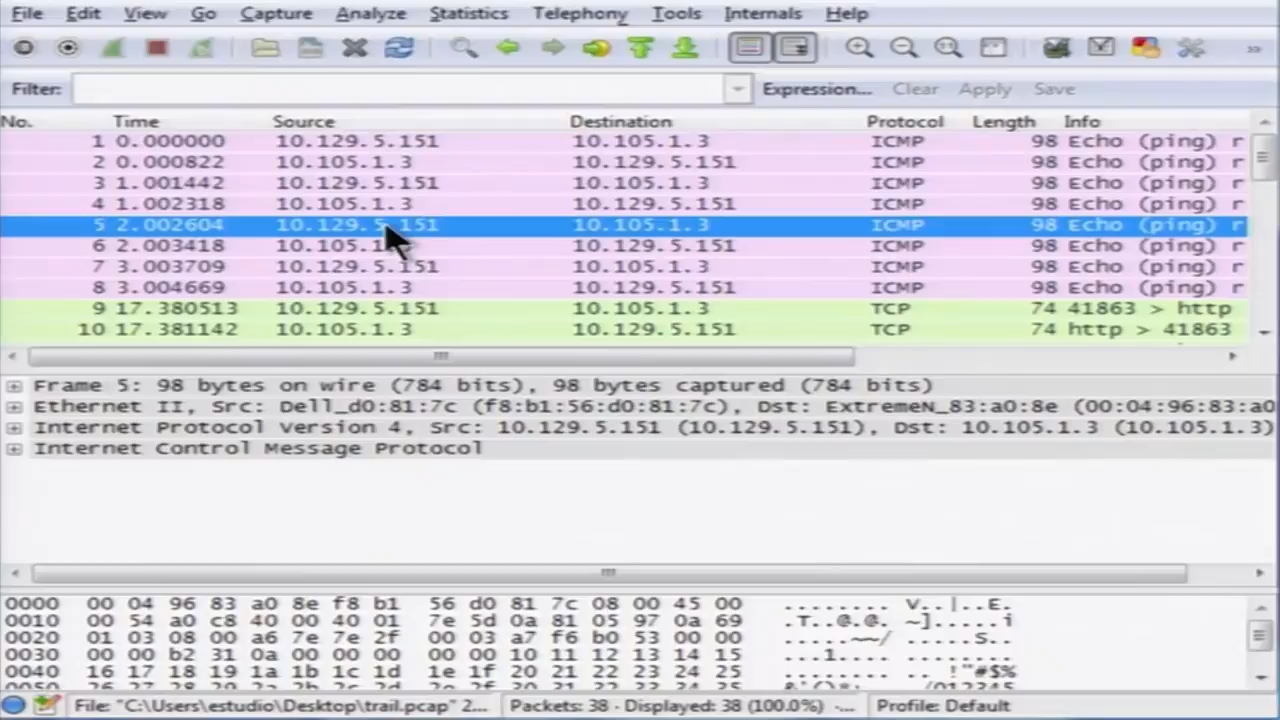 File Edit View Go Capture Analyze Statistics Telephony Tools Internals Help
Filter: Expression... Clear Apply Save
No. Time Source Destination Protocol Length Info
1 0.000000 10.129.5.151 10.105.1.3 ICMP 98 Echo (ping) r
2 0.000822 10.105.1.3 10.129.5.151 ICMP 98 Echo (ping) r
3 1.001442 10.129.5.151 10.105.1.3 ICMP 98 Echo (ping) r
4 1.002318 10.105.1.3 10.129.5.151 ICMP 98 Echo (ping) r
5 2.002604 10.129.5.151 10.105.1.3 ICMP 98 Echo (ping) r
6 2.003418 10.105.1.3 10.129.5.151 ICMP 98 Echo (ping) r
7 3.003709 10.129.5.151 10.105.1.3 ICMP 98 Echo (ping) r
8 3.004669 10.105.1.3 10.129.5.151 ICMP 98 Echo (ping) r
9 17.380513 10.129.5.151 10.105.1.3 TCP 74 41863 > http
10 17.381142 10.105.1.3 10.129.5.151 TCP 74 http > 41863
Frame 5: 98 bytes on wire (784 bits), 98 bytes captured (784 bits)
Ethernet II, Src: Dell_d0:81:7c (f8:b1:56:d0:81:7c), Dst: ExtremeN_83:a0:8e (00:04:96:83:a0
Internet Protocol Version 4, Src: 10.129.5.151 (10.129.5.151), Dst: 10.105.1.3 (10.105.1.3)
Internet Control Message Protocol
0000 00 04 96 83 a0 8e f8 b1 56 d0 81 7c 08 00 45 00 ........ V..|..E.
0010 00 54 a0 c8 40 00 40 01 7e 5d 0a 81 05 97 0a 69 .T..@.@. ~].....i
0020 01 03 08 00 a6 7e 7e 2f 00 03 a7 f6 b0 53 00 00 .....~~/ .....S..
0030 00 00 b2 31 0a 00 00 00 00 00 10 11 12 13 14 15 ...1.... ........
0040 16 17 18 19 1a 1b 1c 1d 1e 1f 20 21 22 23 24 25 ........ .. !"#$%
File: "C:\Users\estudio\Desktop\trail.pcap" 2... Packets: 38 · Displayed: 38 (100.0%) ·... Profile: Default